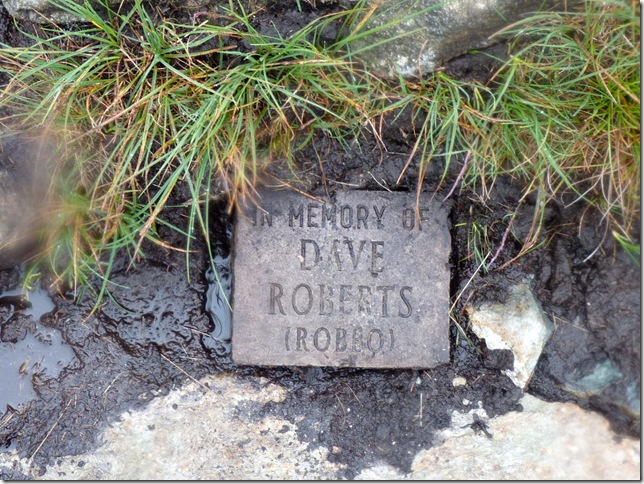 IN MEMORY OF
DAVE
ROBERTS
(ROBBO)